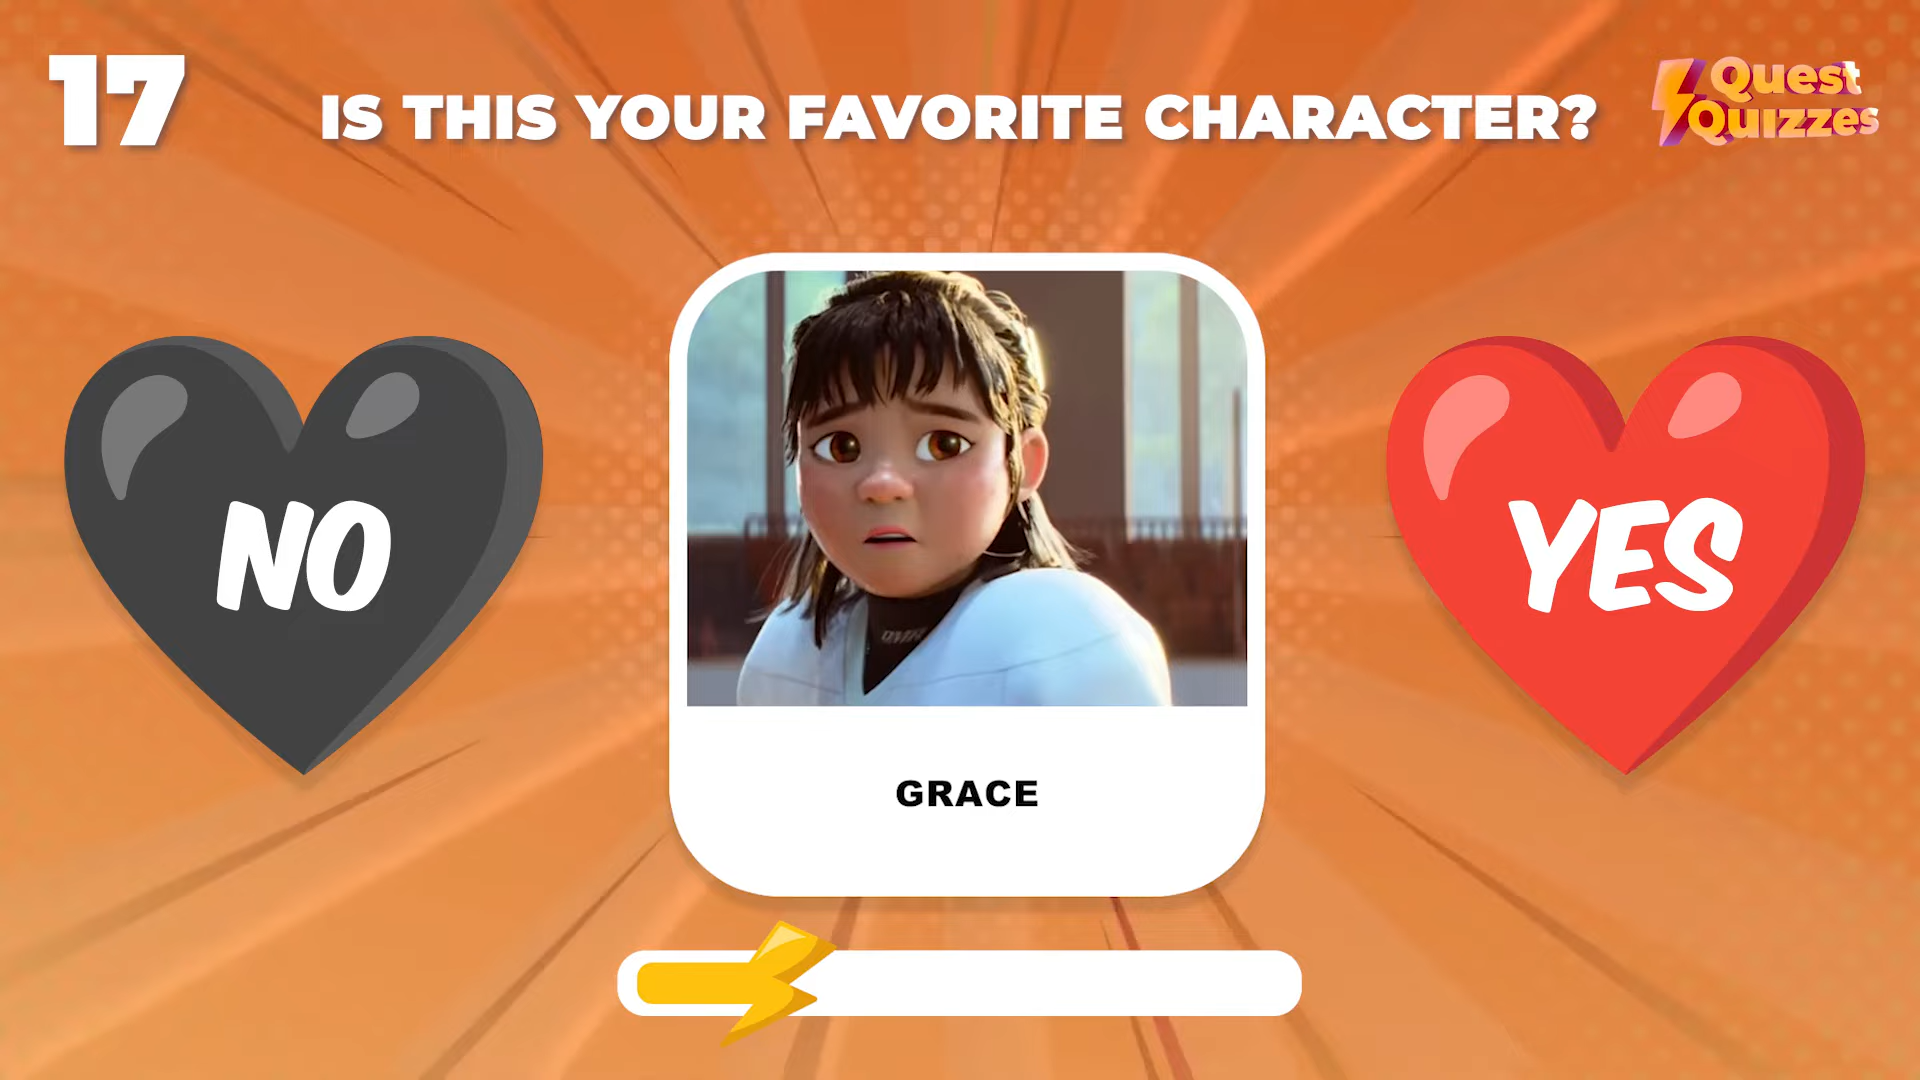 17
IS THIS YOUR FAVORITE CHARACTER?
Quest
Quizzes
NO
YES
GRACE